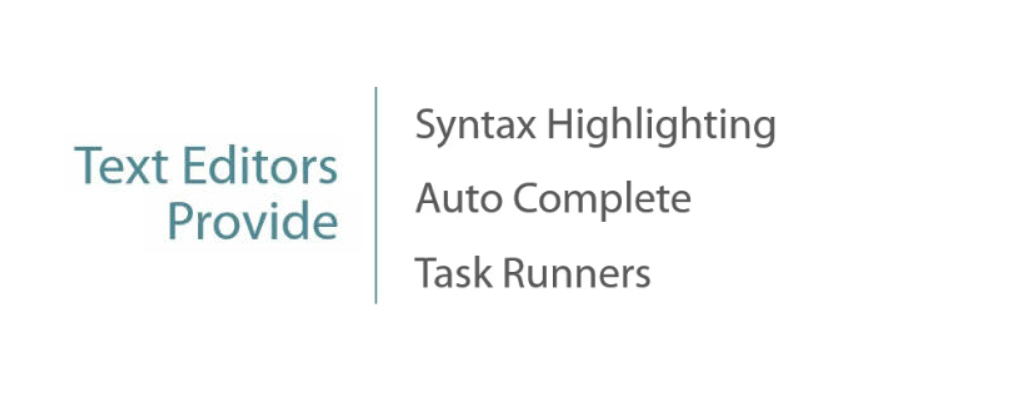 Text Editors
Provide
Syntax Highlighting
Auto Complete
Task Runners